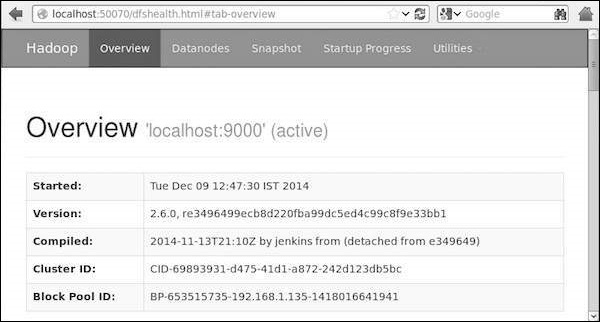 localhost:50070/dfshealth.html#tab-overview
Google
Hadoop Overview Datanodes Snapshot Startup Progress Utilities
Overview 'localhost:9000' (active)
Started: Tue Dec 09 12:47:30 IST 2014
Version: 2.6.0, re3496499ecb8d220fba99dc5ed4c99c8f9e33bb1
Compiled: 2014-11-13T21:10Z by jenkins from (detached from e349649)
Cluster ID: CID-69893931-d475-41d1-a872-242d123db5bc
Block Pool ID: BP-653515735-192.168.1.135-1418016641941